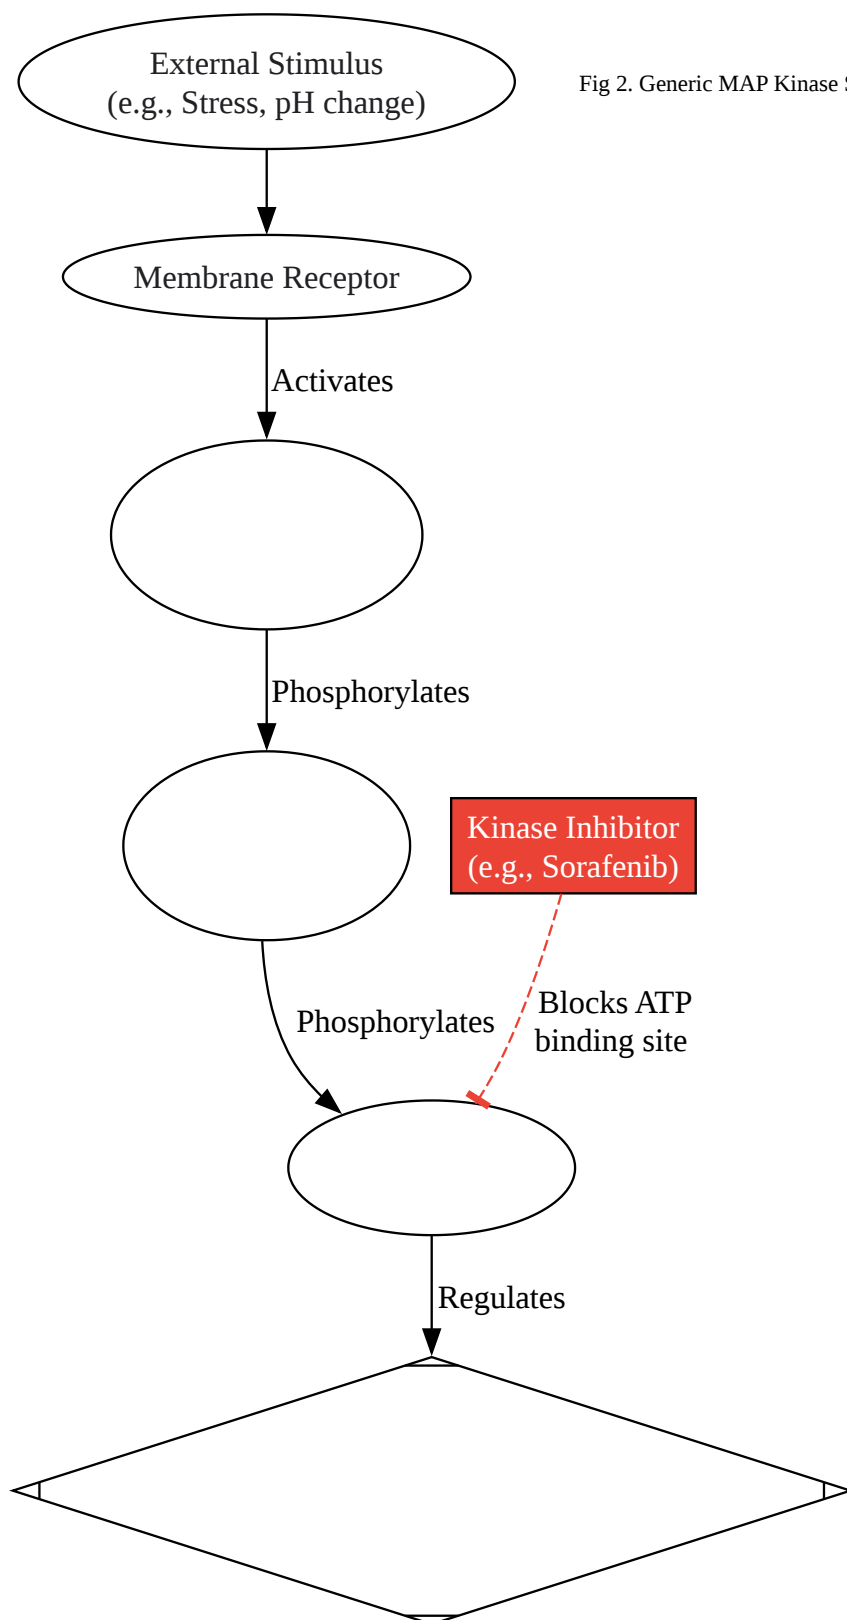 External Stimulus
(e.g., Stress, pH change)
Fig 2. Generic MAP Kinase
Membrane Receptor
Activates
Phosphorylates
Kinase Inhibitor
(e.g., Sorafenib)
Blocks ATP
binding site
Phosphorylates
Regulates